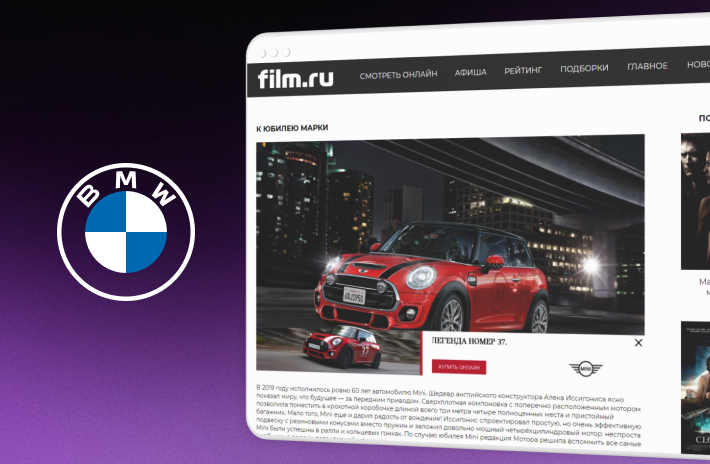 BMW
film.ru
СМОТРЕТЬ ОНЛАЙН АФИША РЕЙТИНГ ПОДБОРКИ ГЛАВНОЕ НОВО
К ЮБИЛЕЮ МАРКИ
ПО
37
ЛЕГЕНДА НОМЕР 37.
КУПИТЬ ОНЛАЙН
MINI
Ма
м
CLO
В 2019 году исполнилось ровно 60 лет автомобилю Mini. Шедевр английского конструктора Алека Иссигониса ясно
показал миру, что будущее — за передним приводом. Сверхплотная компоновка с поперечно расположенным мотором
позволила поместить в крохотной коробочке длиной всего три метра четыре полноценных места и пристойный
багажник. Мало того, Mini еще и дарил радость от вождения! Иссигонис спроектировал простую, но очень эффективную
подвеску с резиновыми конусами вместо пружин и заложил довольно мощный четырёхцилиндровый мотор: неспроста
Mini были успешны в ралли и кольцевых гонках. По случаю юбилея Mini редакция Мотора решила вспомнить все самые